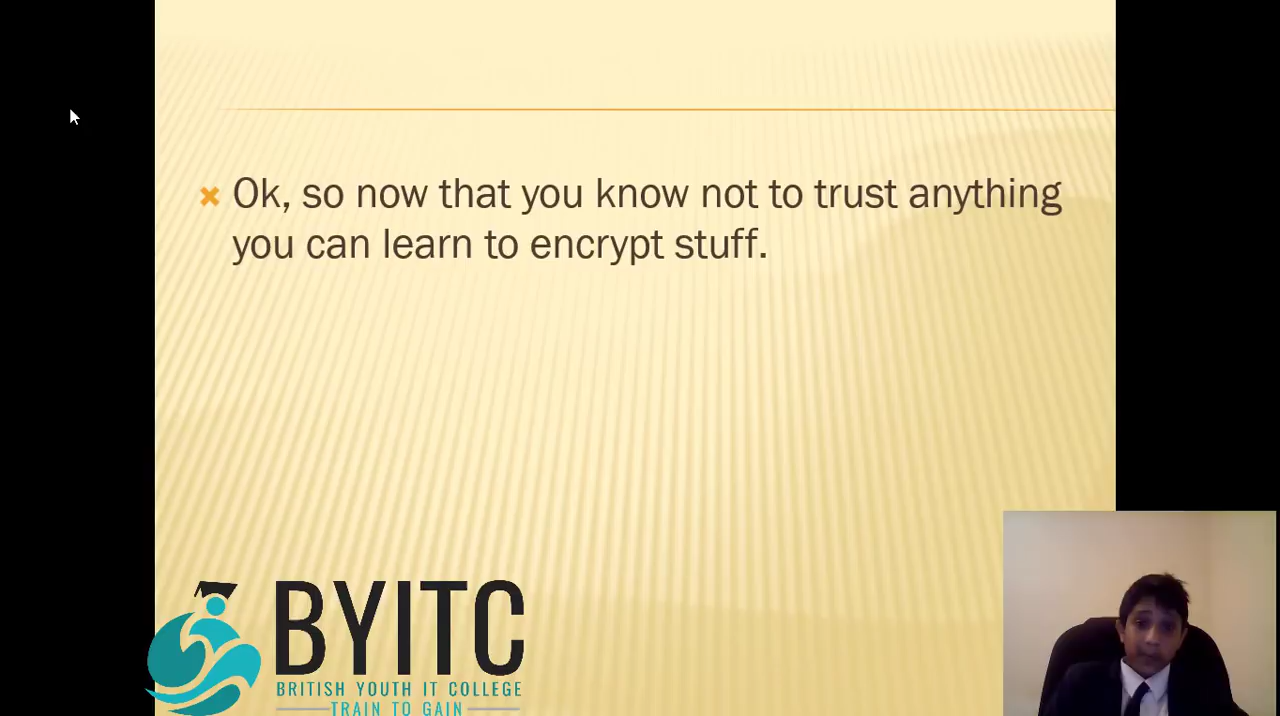 Ok, so now that you know not to trust anything
you can learn to encrypt stuff.
BYITC
BRITISH YOUTH IT COLLEGE
TRAIN TO GAIN